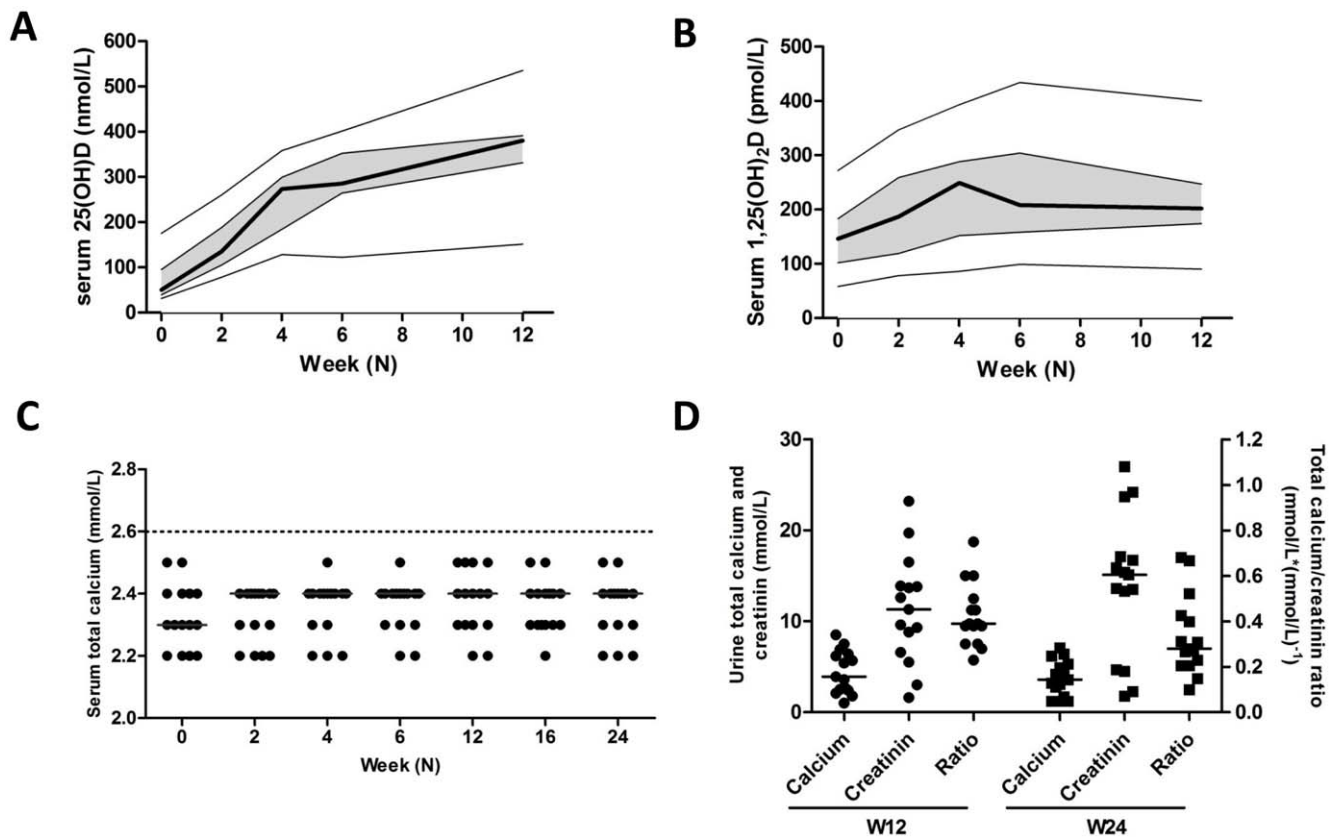 A
serum 25(OH)D (nmol/L)
600
500
400
300
200
100
0
0 2 4 6 8 10 12
Week (N)
B
Serum 1,25(OH)2D (pmol/L)
500
400
300
200
100
0
0 2 4 6 8 10 12
Week (N)
C
Serum total calcium (mmol/L)
2.8
2.6
2.4
2.2
2.0
0 2 4 6 12 16 24
Week (N)
D
Urine total calcium and
creatinin (mmol/L)
30
20
10
0
1.2
1.0
0.8
0.6
0.4
0.2
0.0
Total calcium/creatinin ratio
(mmol/L*(mmol/L)-1)
Calcium Creatinin Ratio Calcium Creatinin Ratio
W12 W24